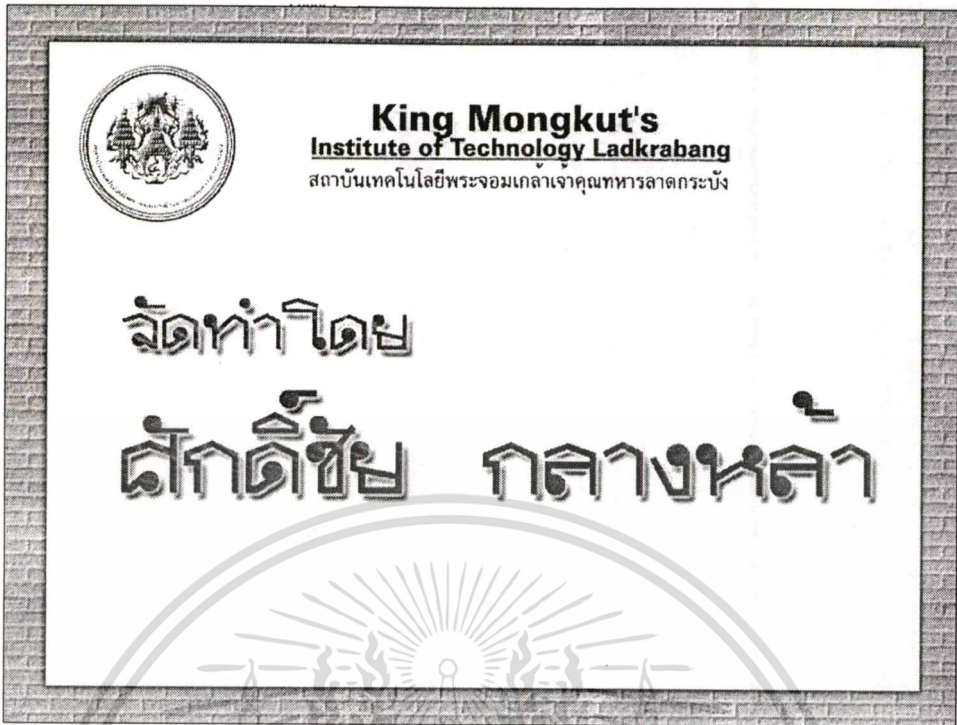 King Mongkut's
Institute of Technology Ladkrabang
สถาบันเทคโนโลยีพระจอมเกล้าเจ้าคุณทหารลาดกระบัง
จัดทำโดย
ศักดิ์ชัย กลางหล้า